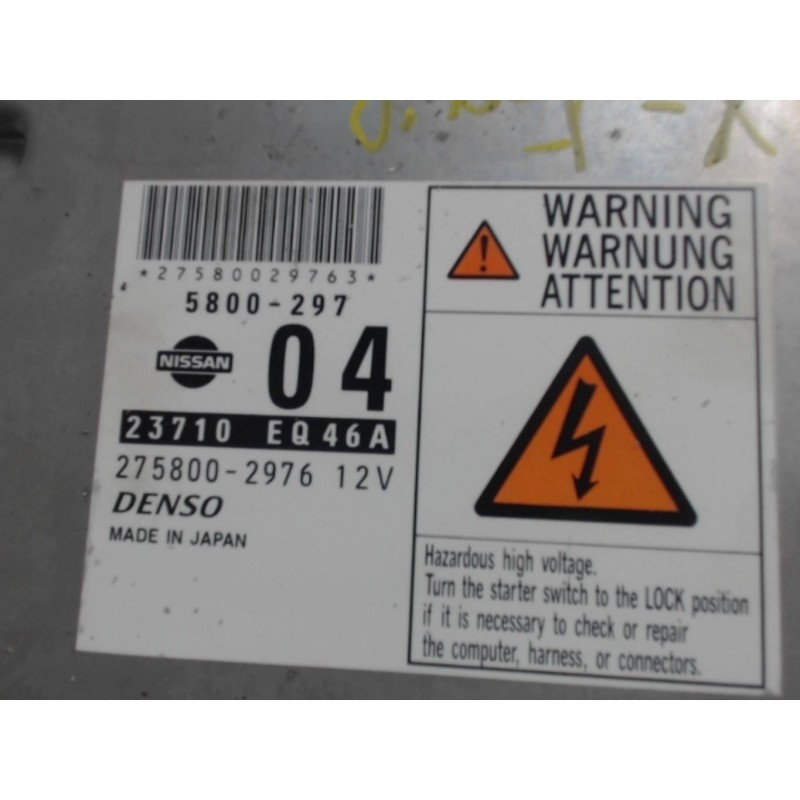 *27580029763*
5800-297
NISSAN
04
23710 EQ46A
275800-2976 12V
DENSO
MADE IN JAPAN
WARNING
WARNUNG
ATTENTION
Hazardous high voltage.
Turn the starter switch to the LOCK position
if it is necessary to check or repair
the computer, harness, or connectors.